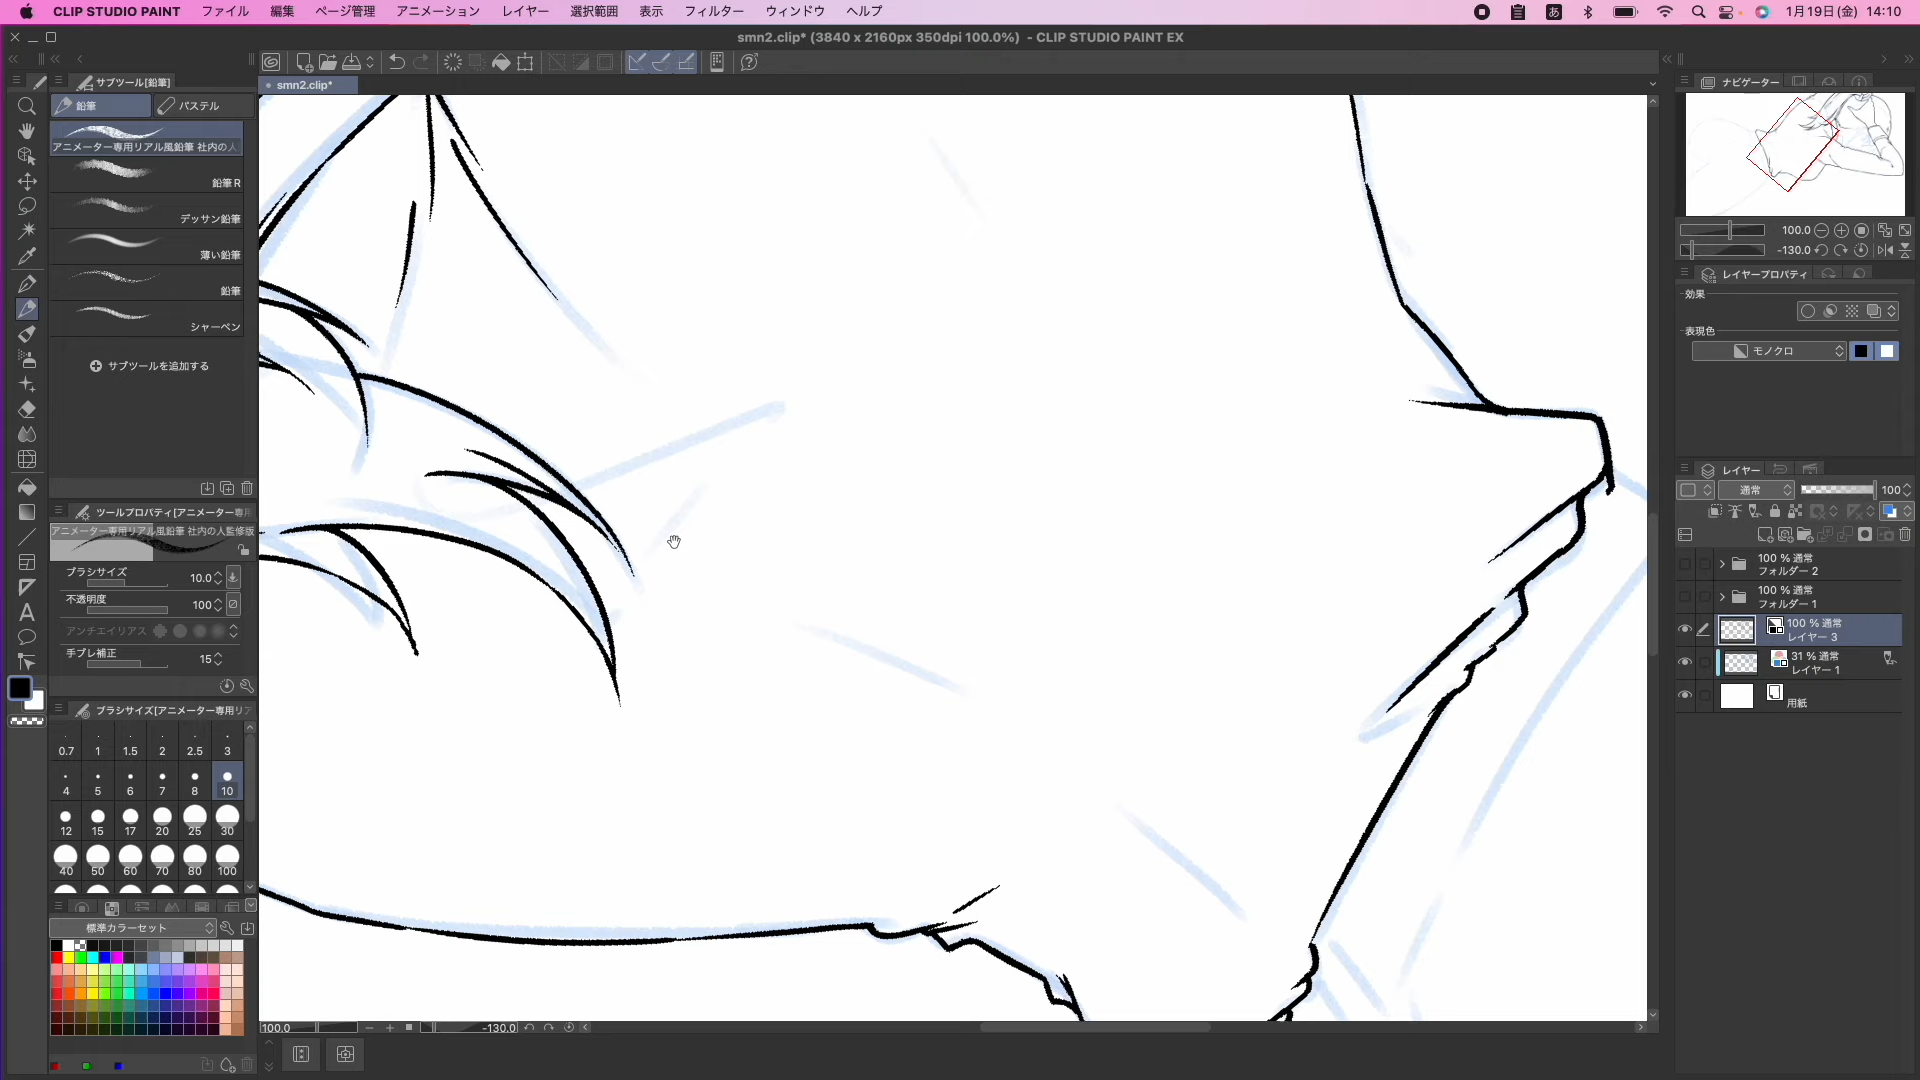 CLIP STUDIO PAINT ファイル 編集 ページ管理 アニメーション レイヤー 選択範囲 表示 フィルター ウィンドウ ヘルプ あ 1月19日(金) 14:10
smn2.clip* (3840 x 2160px 350dpi 100.0%) - CLIP STUDIO PAINT EX
smn2.clip*
サブツール[鉛筆]
鉛筆 パステル
アニメーター専用リアル風鉛筆 社内の人
鉛筆R
デッサン鉛筆
薄い鉛筆
鉛筆
シャーペン
サブツールを追加する
ツールプロパティ[アニメーター専用
アニメーター専用リアル風鉛筆 社内の人監修版
ブラシサイズ 10.0
不透明度 100
アンチエイリアス
手ブレ補正 15
ブラシサイズ[アニメーター専用リア
0.7 1 1.5 2 2.5 3
4 5 6 7 8 10
12 15 17 20 25 30
40 50 60 70 80 100
標準カラーセット
100.0 -130.0
ナビゲーター
100.0
-130.0
レイヤープロパティ
効果
表現色
モノクロ
レイヤー
通常 100
100 % 通常
フォルダー 2
100 % 通常
フォルダー 1
100 % 通常
レイヤー 3
31 % 通常
レイヤー 1
用紙